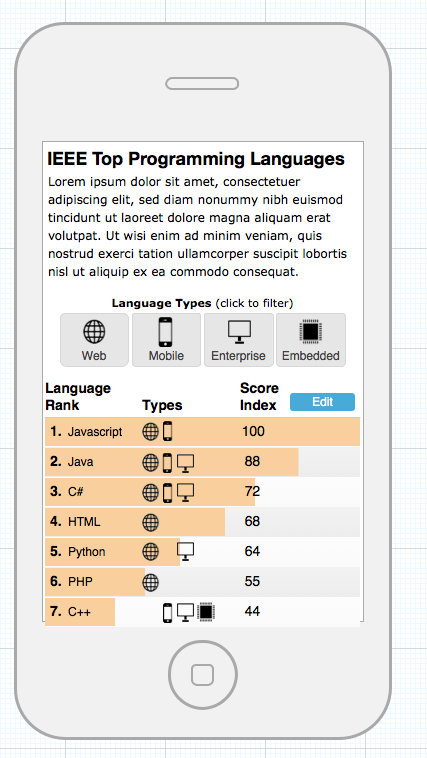 IEEE Top Programming Languages
Lorem ipsum dolor sit amet, consectetuer
adipiscing elit, sed diam nonummy nibh euismod
tincidunt ut laoreet dolore magna aliquam erat
volutpat. Ut wisi enim ad minim veniam, quis
nostrud exerci tation ullamcorper suscipit lobortis
nisl ut aliquip ex ea commodo consequat.
Language Types (click to filter)
Web Mobile Enterprise Embedded
Language Rank Types Score Index Edit
1. Javascript 100
2. Java 88
3. C# 72
4. HTML 68
5. Python 64
6. PHP 55
7. C++ 44